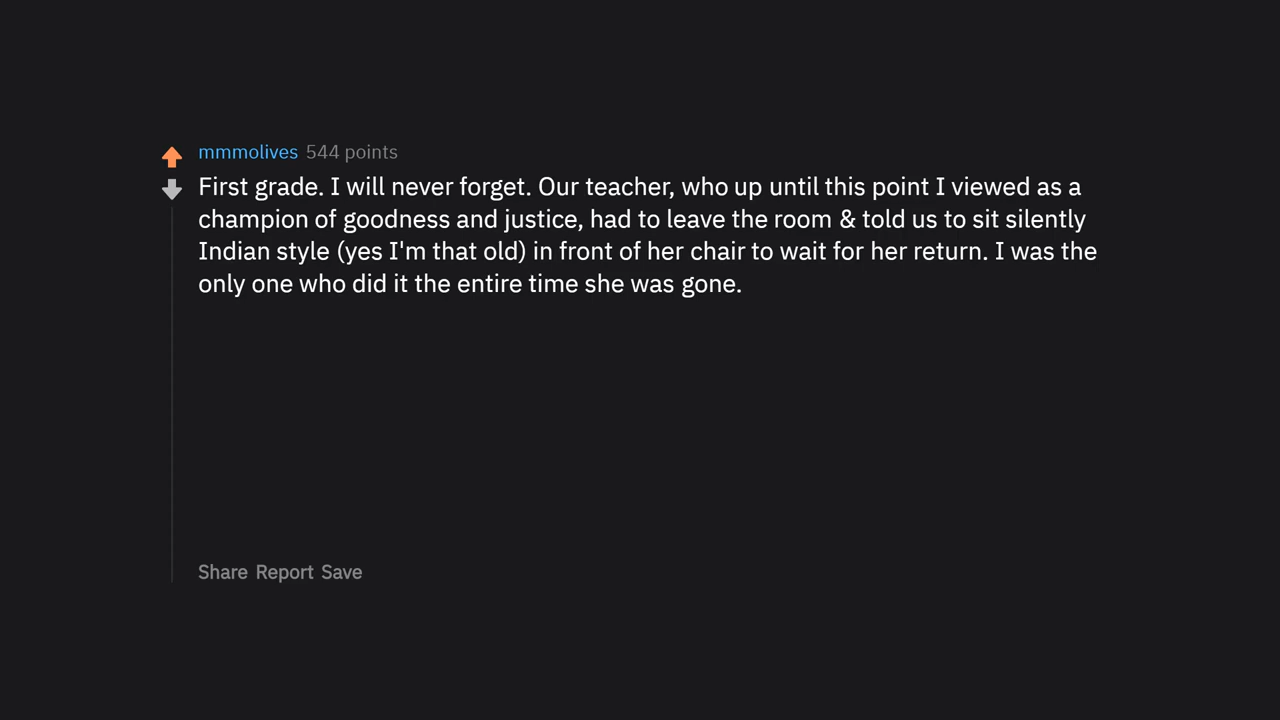 mmmolives 544 points
First grade. I will never forget. Our teacher, who up until this point I viewed as a
champion of goodness and justice, had to leave the room & told us to sit silently
Indian style (yes I'm that old) in front of her chair to wait for her return. I was the
only one who did it the entire time she was gone.
Share Report Save